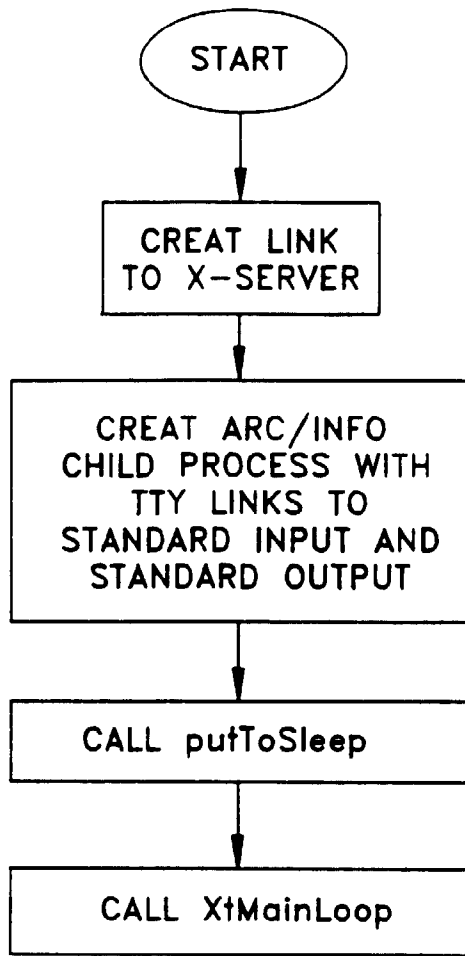 START
CREAT LINK
TO X-SERVER
CREAT ARC/INFO
CHILD PROCESS WITH
TTY LINKS TO
STANDARD INPUT AND
STANDARD OUTPUT
CALL putToSleep
CALL XtMainLoop